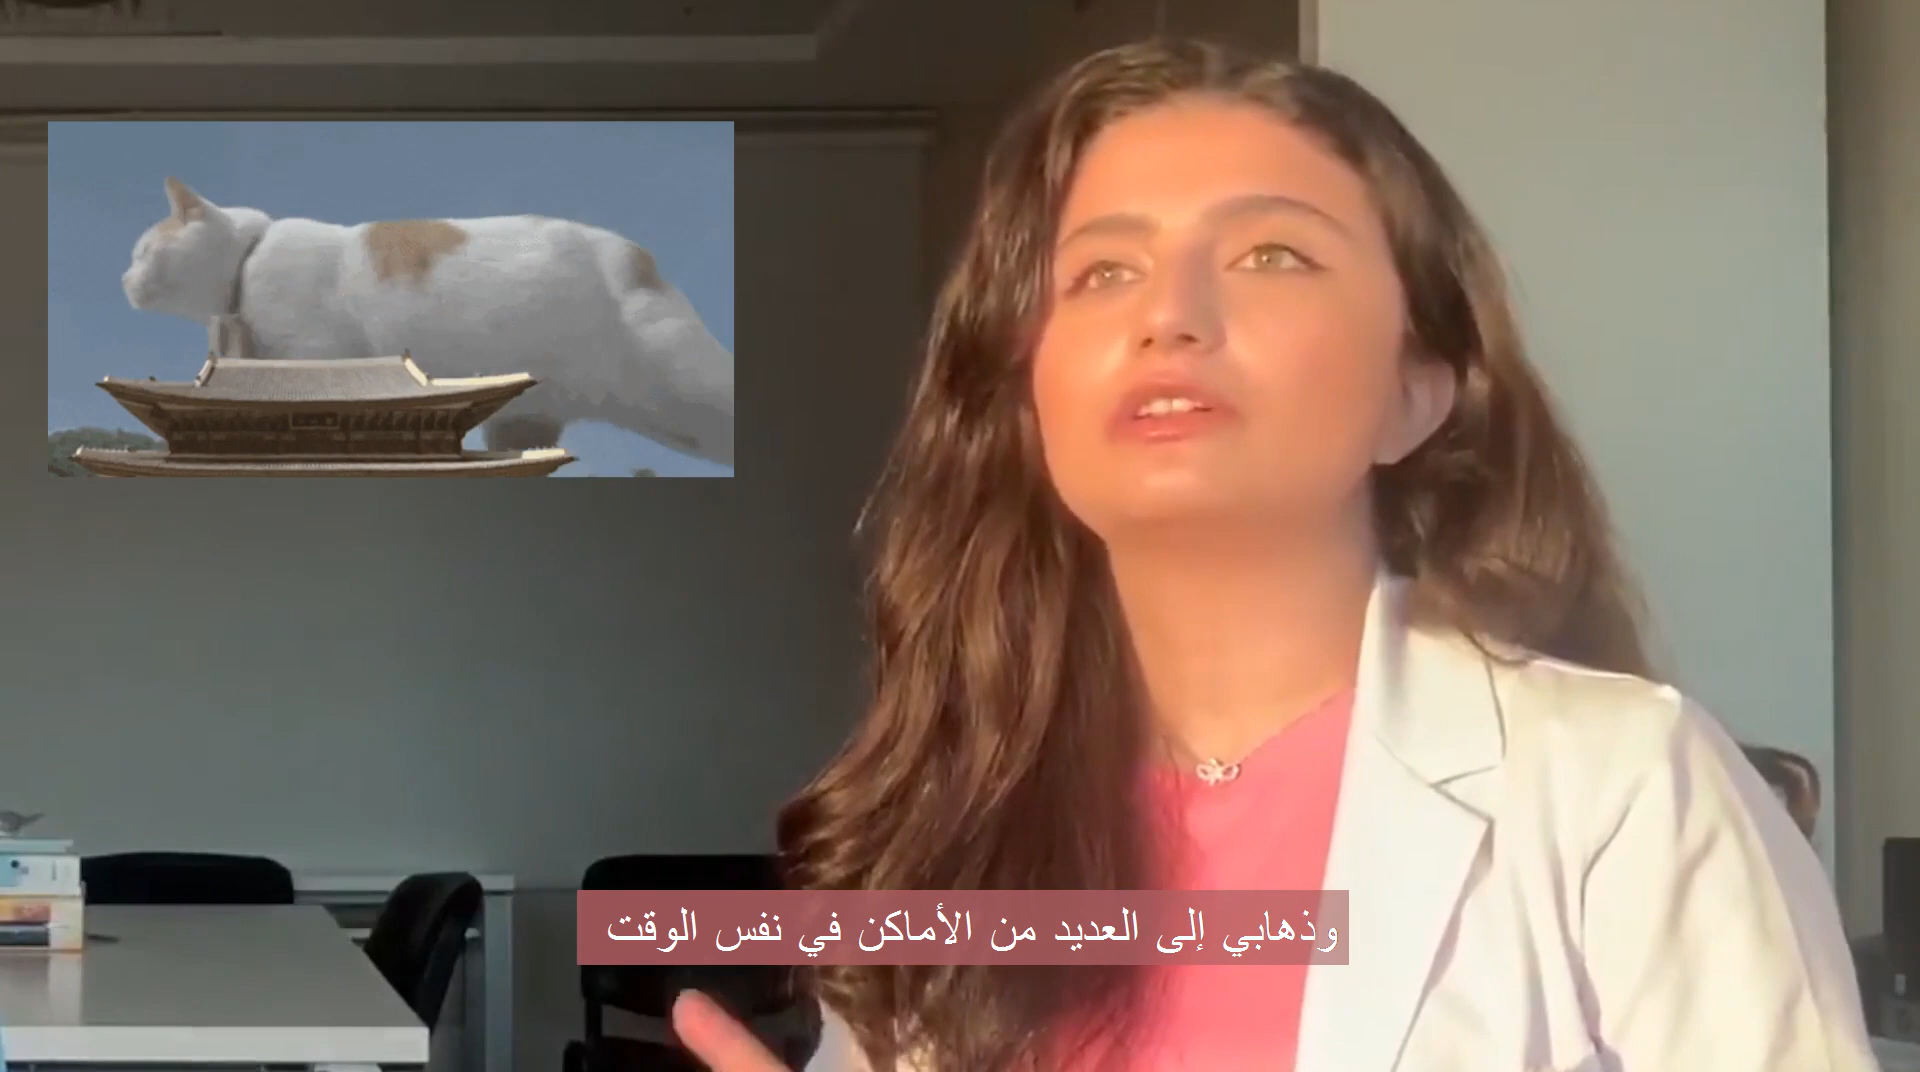 وذهابي إلى العديد من الأماكن في نفس الوقت